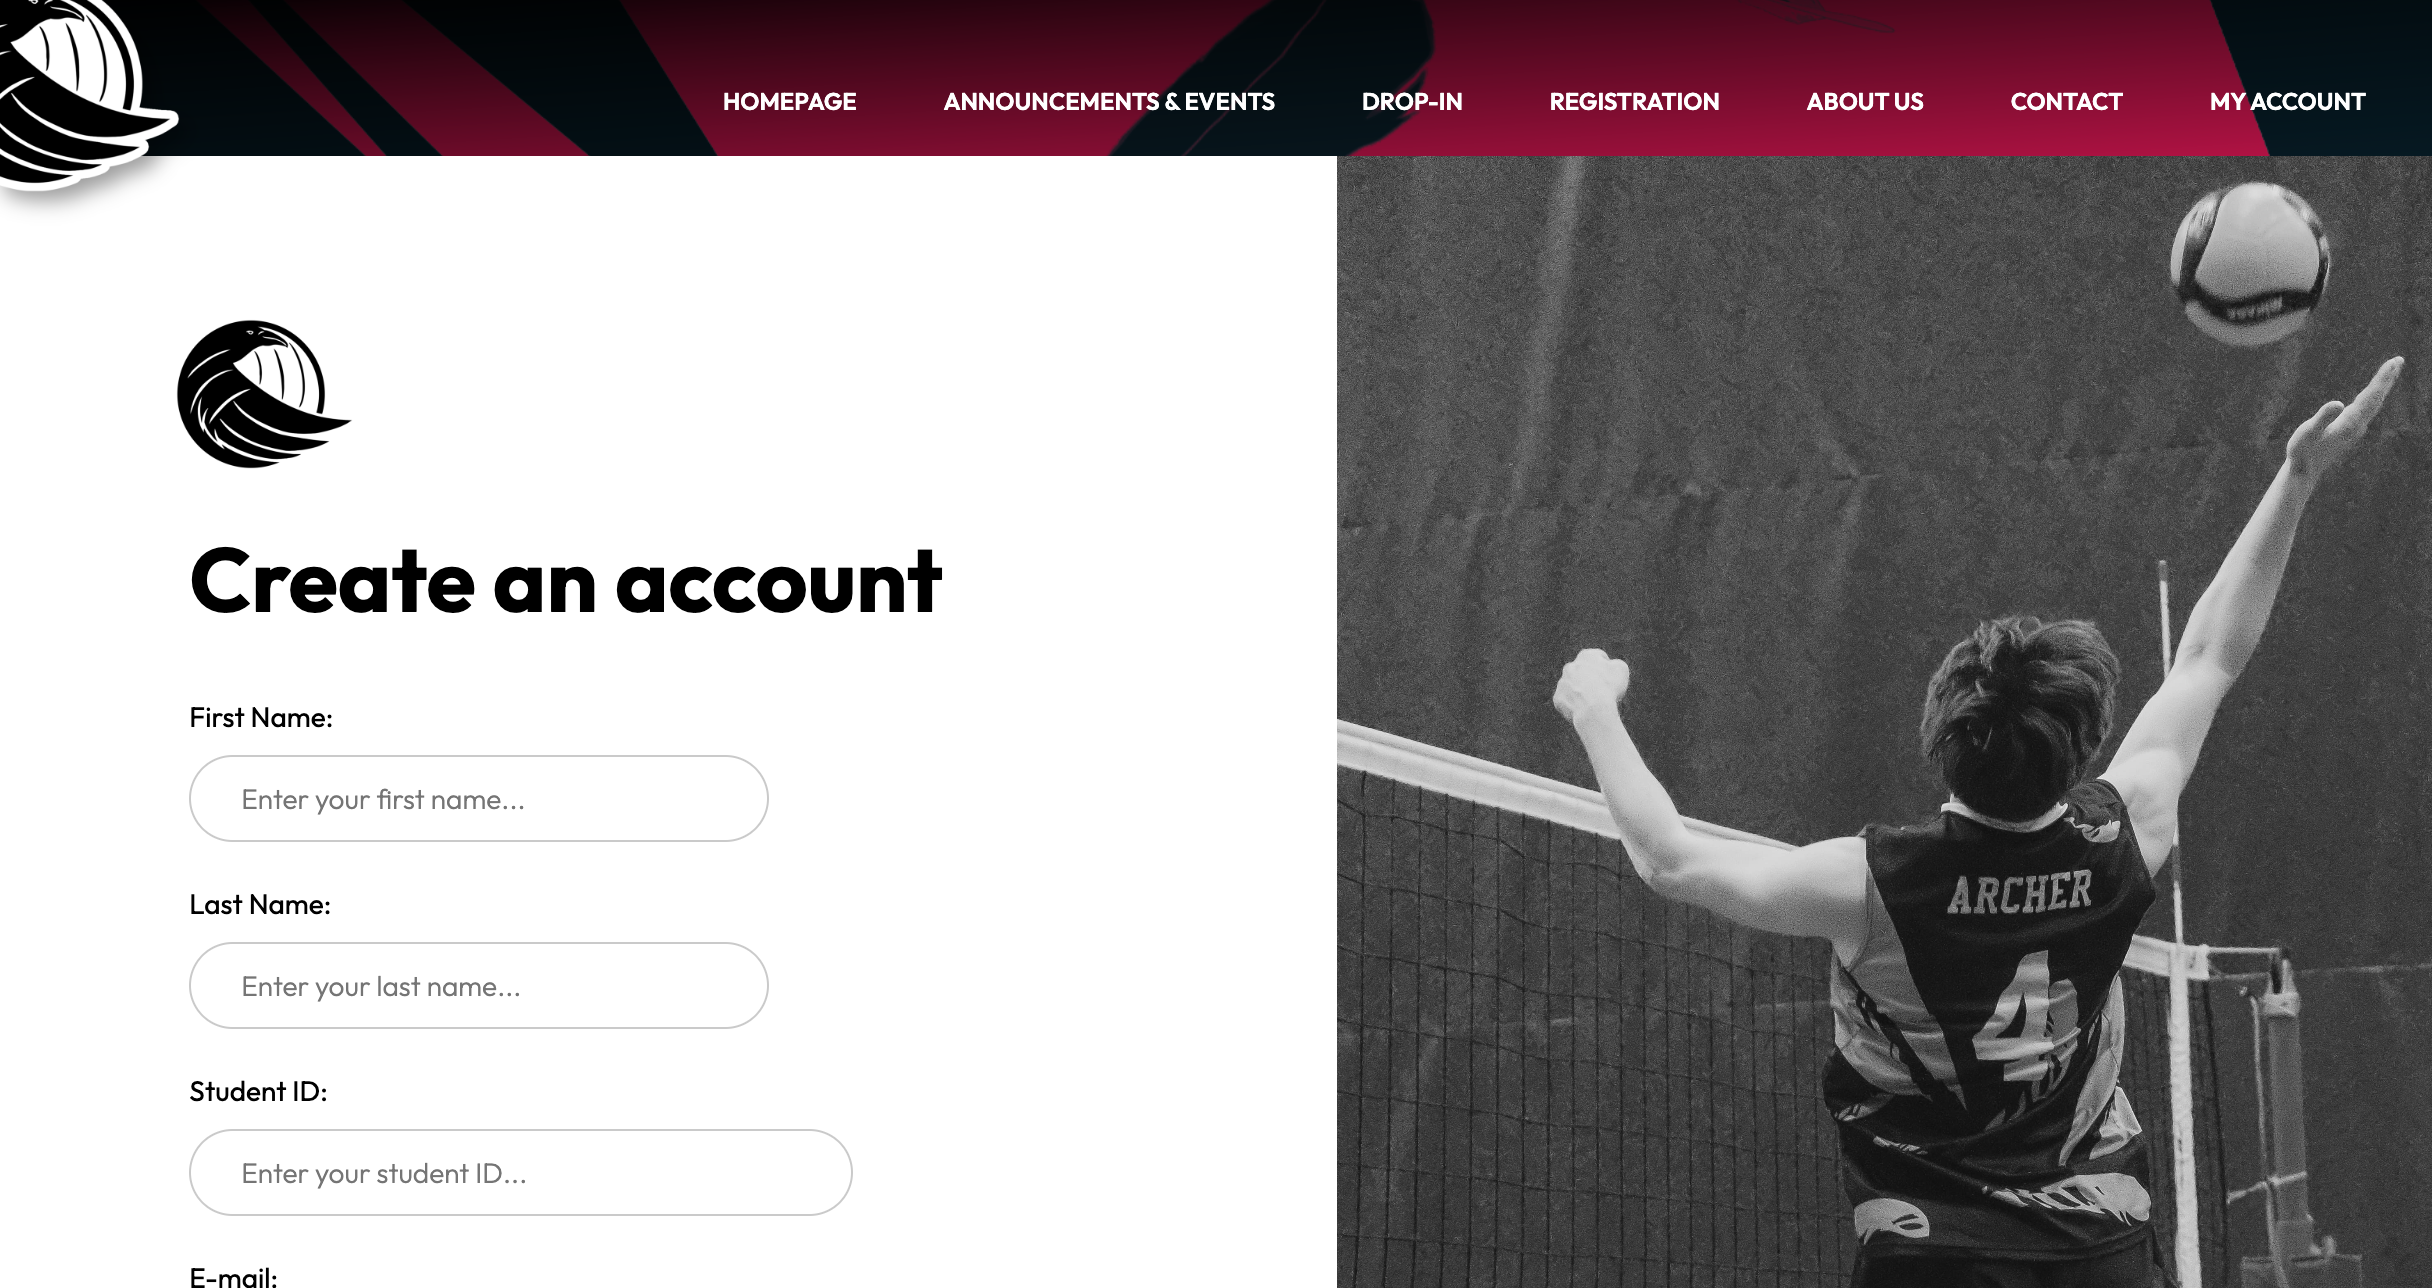 HOMEPAGE ANNOUNCEMENTS & EVENTS DROP-IN REGISTRATION ABOUT US CONTACT MY ACCOUNT
Create an account
First Name:
Enter your first name...
Last Name:
Enter your last name...
Student ID:
Enter your student ID...
E-mail:
ARCHER
4